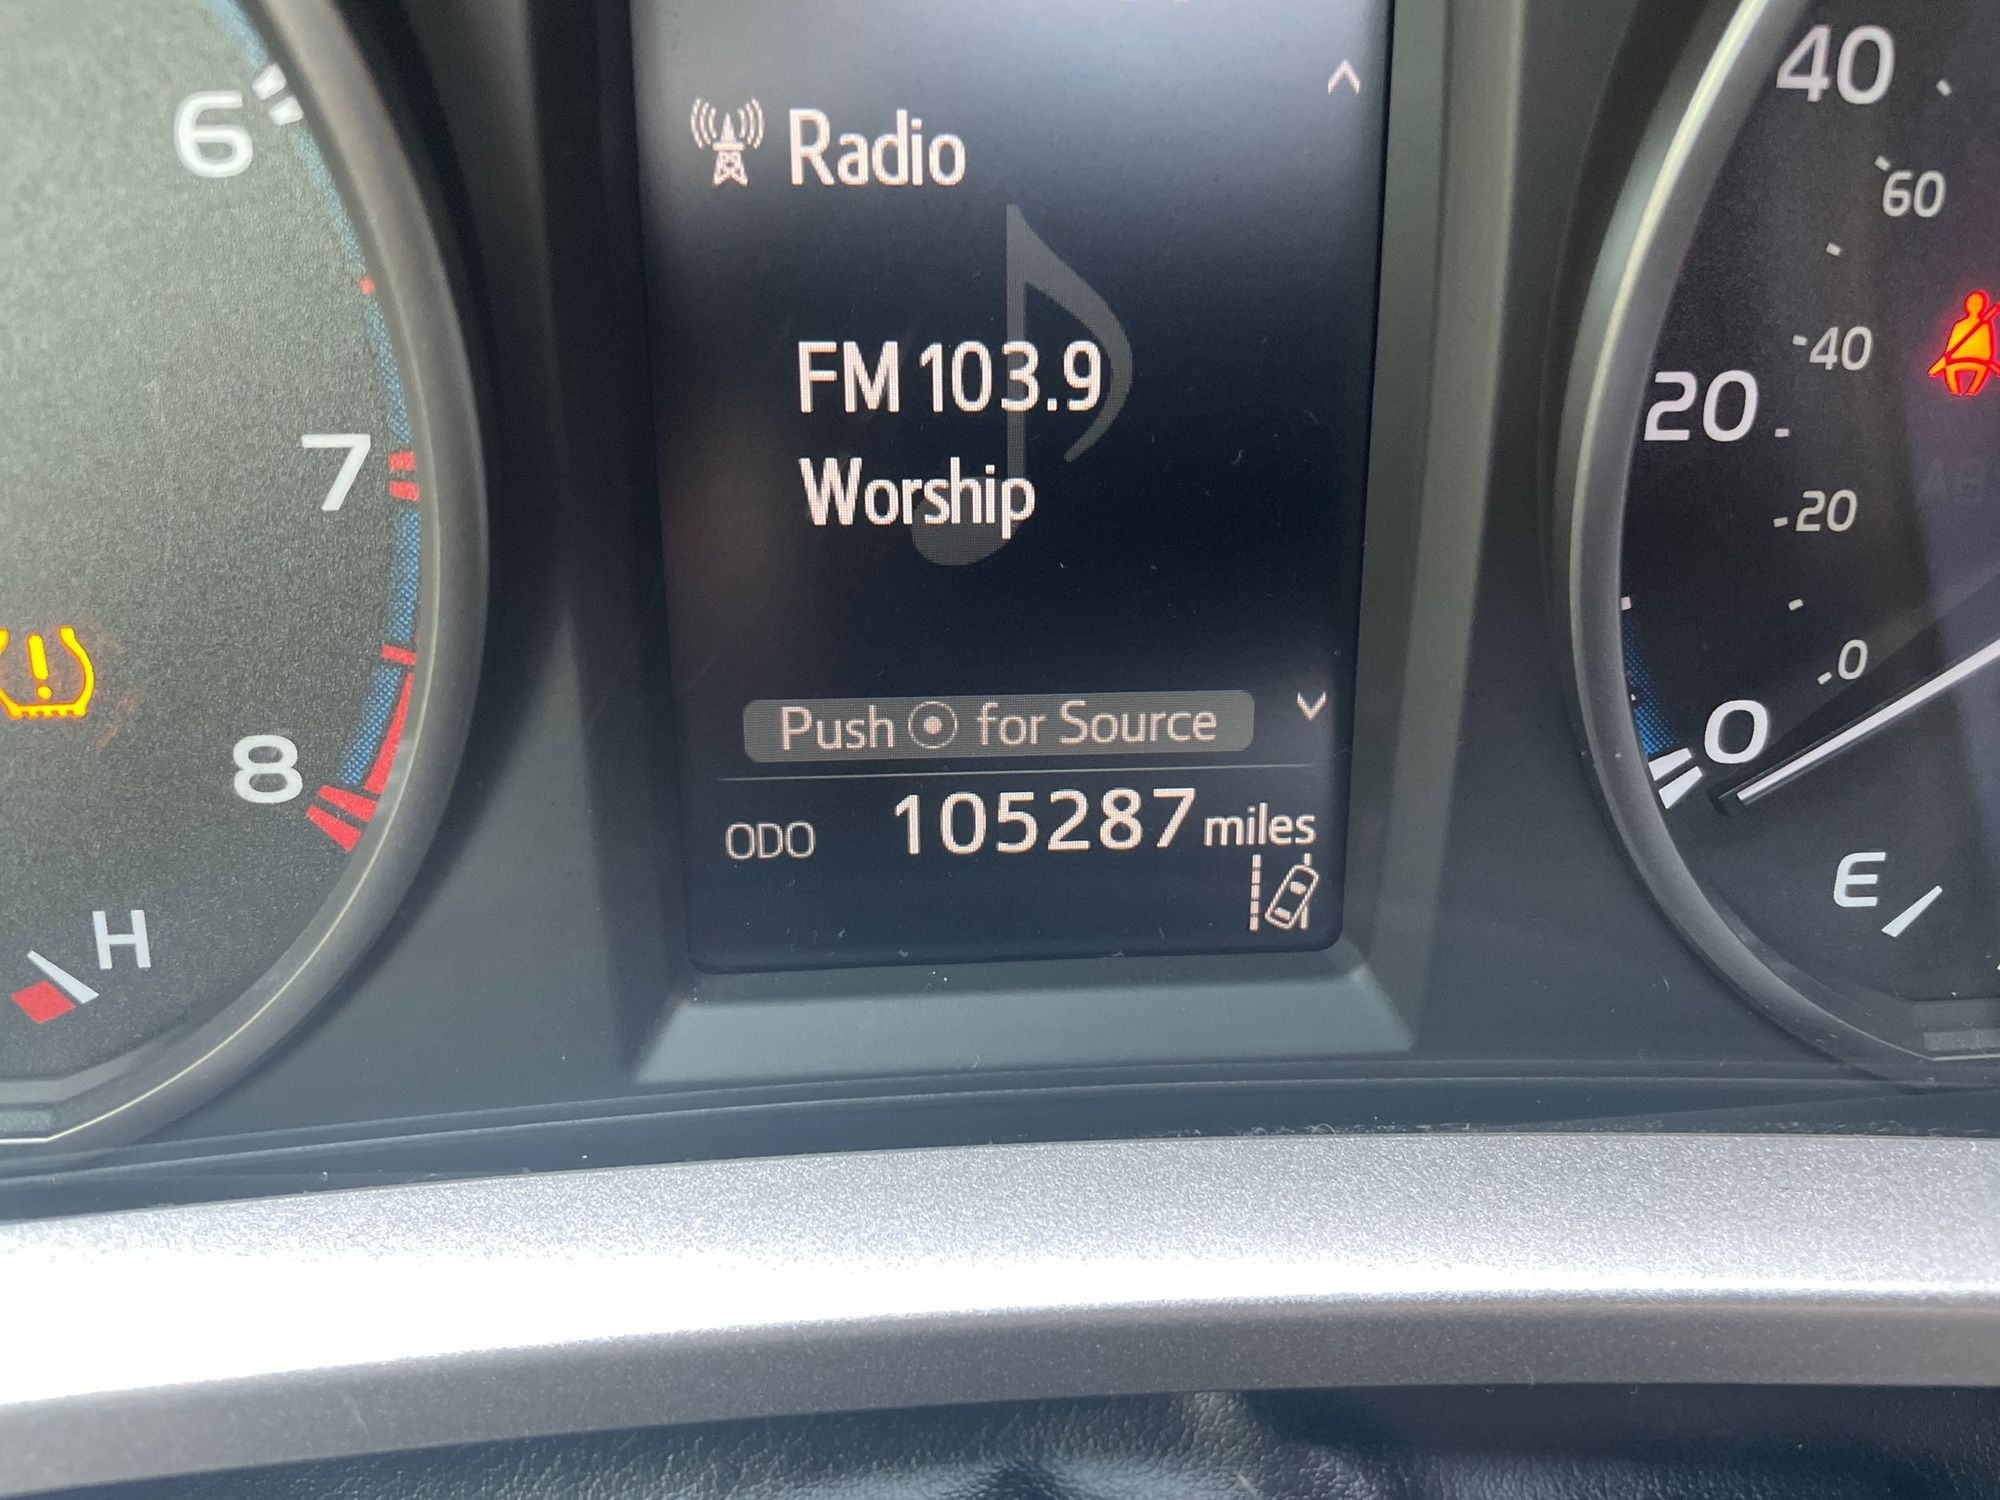 Radio
FM 103.9
Worship
Push for Source
ODO 105287 miles
6
7
8
H
40
60
40
20
20
0
0
E